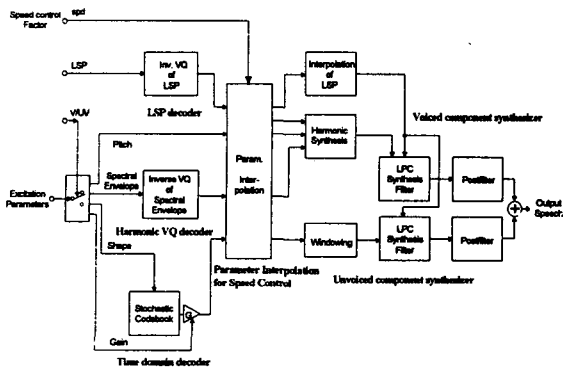 Speed control
Factor
spd
LSP
Inv. VQ
of
LSP
LSP decoder
Interpolation
of LSP
V/UV
Voiced component synthesizer
Pitch
Harmonic
Synthesis
Param.
Inter-
polation
Spectral
Envelope
Inverse VQ
of Spectral
Envelops
Excitation
Parameters
LPC
Synthesis
Filter
Postfilter
Output
Speech
Harmonic VQ decoder
Windowing
LPC
Synthesis
Filter
Postfilter
Shape
Parameter Interpolation
for Speed Control
Unvoiced component synthesizer
Stochastic
Codebook
G
Gain
Time domain decoder